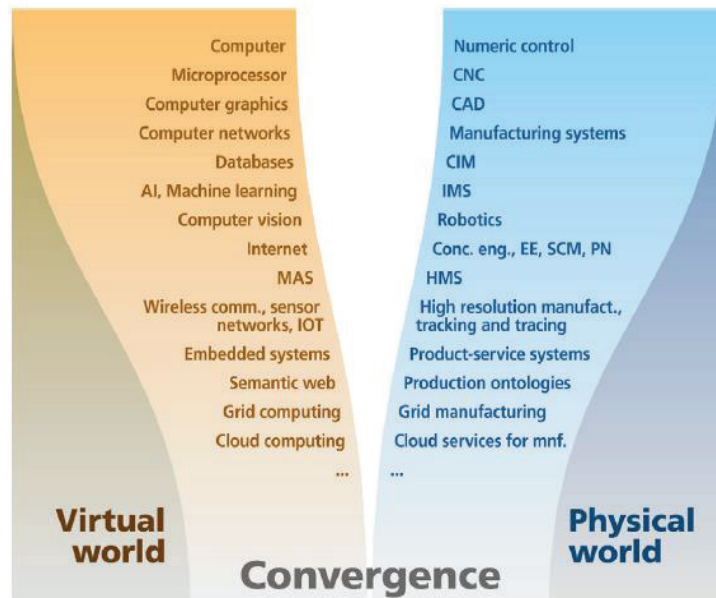 Computer
Microprocessor
Computer graphics
Computer networks
Databases
AI, Machine learning
Computer vision
Internet
MAS
Wireless comm., sensor
networks, IOT
Embedded systems
Semantic web
Grid computing
Cloud computing
...
Virtual
world
Numeric control
CNC
CAD
Manufacturing systems
CIM
IMS
Robotics
Conc. eng., EE, SCM, PN
HMS
High resolution manufact.,
tracking and tracing
Product-service systems
Production ontologies
Grid manufacturing
Cloud services for mnf.
...
Physical
world
Convergence